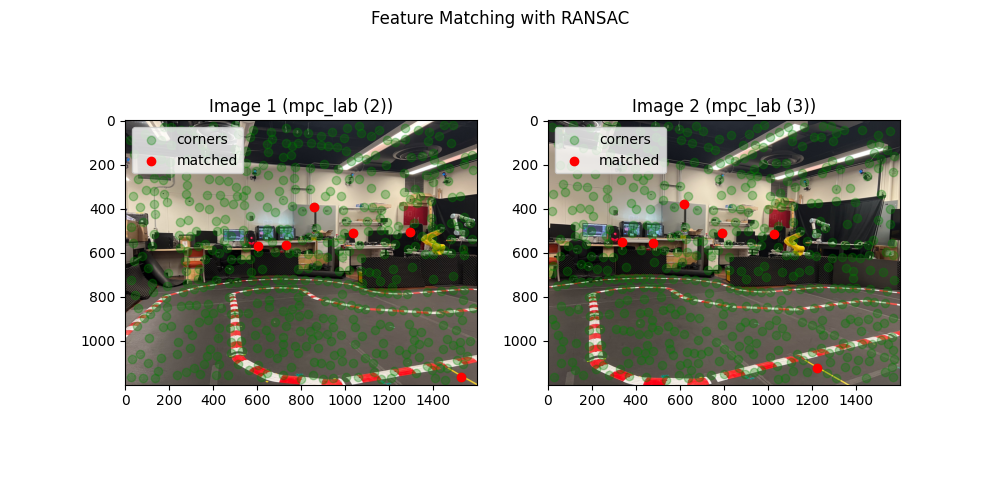 Feature Matching with RANSAC
Image 1 (mpc_lab (2))
Image 2 (mpc_lab (3))
corners
matched
corners
matched
0
200
400
600
800
1000
0
200
400
600
800
1000
0 200 400 600 800 1000 1200 1400
0 200 400 600 800 1000 1200 1400